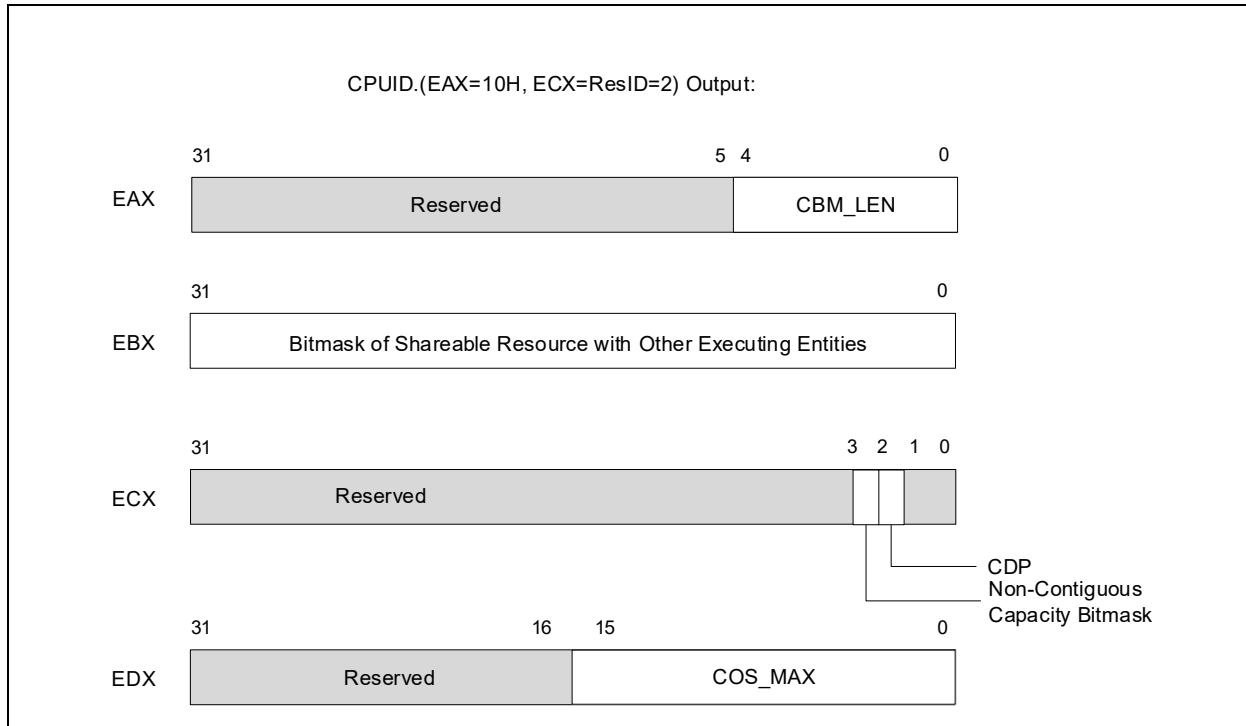 CPUID.(EAX=10H, ECX=ResID=2) Output:
31 5 4 0
EAX Reserved CBM_LEN
31 0
EBX Bitmask of Shareable Resource with Other Executing Entities
31 3 2 1 0
ECX Reserved
CDP
Non-Contiguous
Capacity Bitmask
31 16 15 0
EDX Reserved COS_MAX